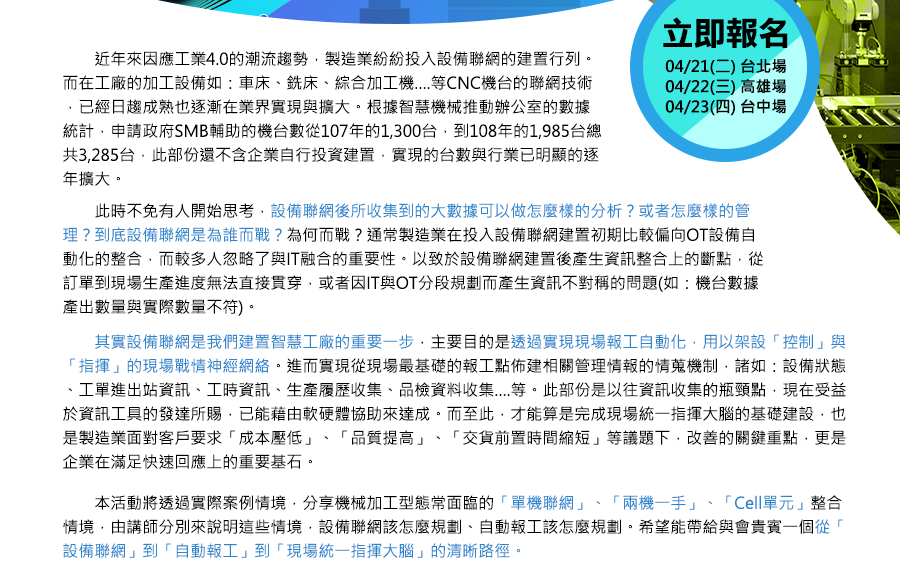 立即報名
04/21(二) 台北場
04/22(三) 高雄場
04/23(四) 台中場
近年來因應工業4.0的潮流趨勢，製造業紛紛投入設備聯網的建置行列。
而在工廠的加工設備如：車床、銑床、綜合加工機....等CNC機台的聯網技術
，已經日趨成熟也逐漸在業界實現與擴大。根據智慧機械推動辦公室的數據
統計，申請政府SMB輔助的機台數從107年的1,300台，到108年的1,985台總
共3,285台，此部份還不含企業自行投資建置，實現的台數與行業已明顯的逐
年擴大。
此時不免有人開始思考，設備聯網後所收集到的大數據可以做怎麼樣的分析？或者怎麼樣的管
理？到底設備聯網是為誰而戰？為何而戰？通常製造業在投入設備聯網建置初期比較偏向OT設備自
動化的整合，而較多人忽略了與IT融合的重要性。以致於設備聯網建置後產生資訊整合上的斷點，從
訂單到現場生產進度無法直接貫穿，或者因IT與OT分段規劃而產生資訊不對稱的問題(如：機台數據
產出數量與實際數量不符)。
其實設備聯網是我們建置智慧工廠的重要一步，主要目的是透過實現現場報工自動化，用以架設「控制」與
「指揮」的現場戰情神經網絡。進而實現從現場最基礎的報工點佈建相關管理情報的情蒐機制，諸如：設備狀態
、工單進出站資訊、工時資訊、生產履歷收集、品檢資料收集....等。此部份是以往資訊收集的瓶頸點，現在受益
於資訊工具的發達所賜，已能藉由軟硬體協助來達成。而至此，才能算是完成現場統一指揮大腦的基礎建設，也
是製造業面對客戶要求「成本壓低」、「品質提高」、「交貨前置時間縮短」等議題下，改善的關鍵重點，更是
企業在滿足快速回應上的重要基石。
本活動將透過實際案例情境，分享機械加工型態常面臨的「單機聯網」、「兩機一手」、「Cell單元」整合
情境，由講師分別來說明這些情境，設備聯網該怎麼規劃、自動報工該怎麼規劃。希望能帶給與會貴賓一個從「
設備聯網」到「自動報工」到「現場統一指揮大腦」的清晰路徑。